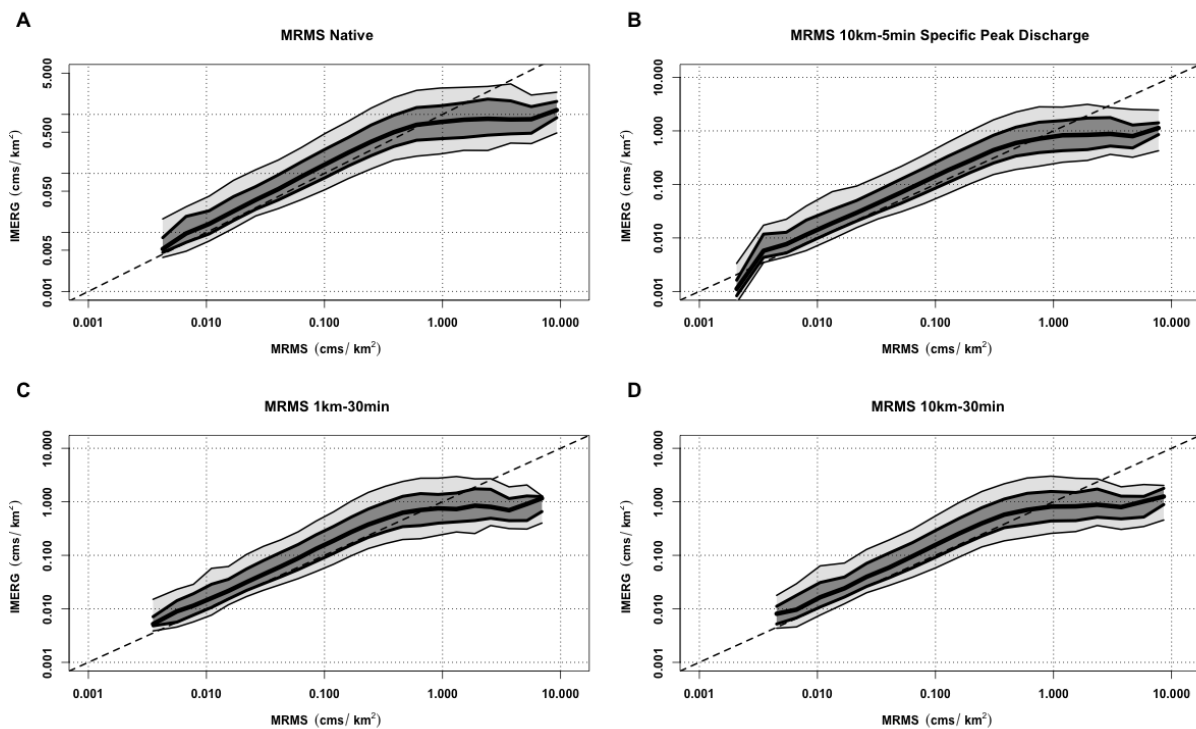 A
MRMS Native
5.000
0.500
0.050
0.005
0.001
IMERG (cms/ km²)
0.001 0.010 0.100 1.000 10.000
MRMS (cms/ km²)
B
MRMS 10km-5min Specific Peak Discharge
10.000
1.000
0.100
0.010
0.001
IMERG (cms/ km²)
0.001 0.010 0.100 1.000 10.000
MRMS (cms/ km²)
C
MRMS 1km-30min
10.000
1.000
0.100
0.010
0.001
IMERG (cms/ km²)
0.001 0.010 0.100 1.000 10.000
MRMS (cms/ km²)
D
MRMS 10km-30min
10.000
1.000
0.100
0.010
0.001
IMERG (cms/ km²)
0.001 0.010 0.100 1.000 10.000
MRMS (cms/ km²)